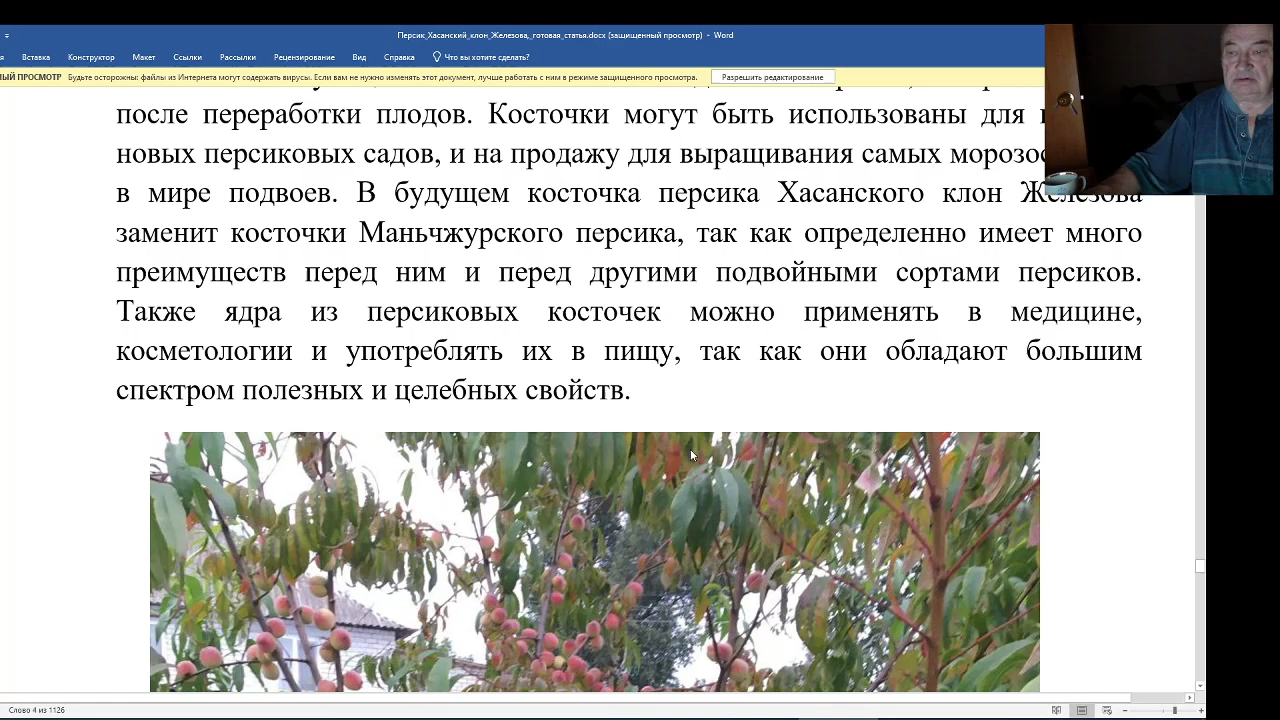 Персик_Хасанский_клон_Железова,_готовая_статья.docx (защищенный просмотр) - Word
Вставка Конструктор Макет Ссылки Рассылки Рецензирование Вид Справка Что вы хотите сделать?
ПРОСМОТР Будьте осторожны: файлы из Интернета могут содержать вирусы. Если вам не нужно изменять этот документ, лучше работать с ним в режиме защищенного просмотра. Разрешить редактирование
после переработки плодов. Косточки могут быть использованы для
новых персиковых садов, и на продажу для выращивания самых
в мире подвоев. В будущем косточка персика Хасанского клон Железова
заменит косточки Маньчжурского персика, так как определенно имеет много
преимуществ перед ним и перед другими подвойными сортами персиков.
Также ядра из персиковых косточек можно применять в медицине,
косметологии и употреблять их в пищу, так как они обладают большим
спектром полезных и целебных свойств.
Слово 4 из 1126